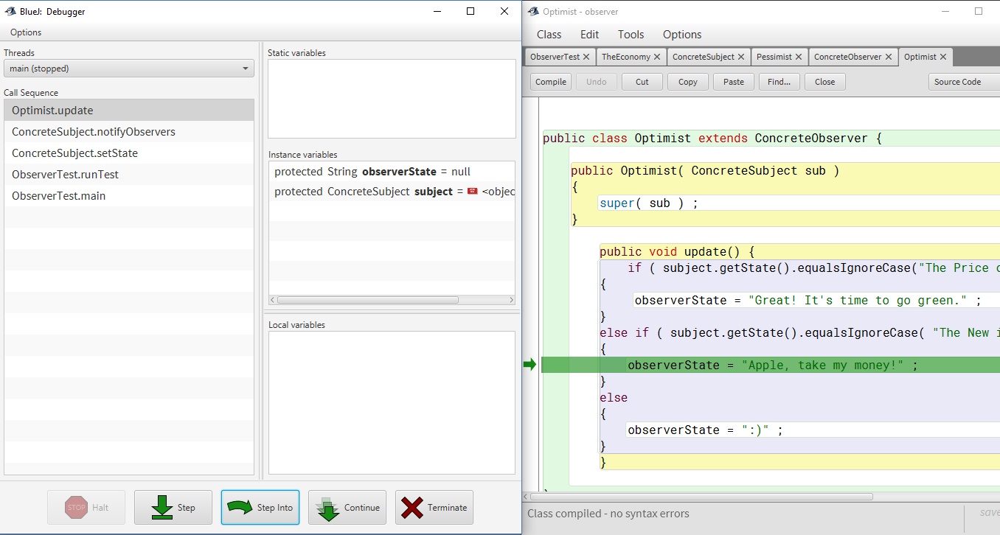 BlueJ: Debugger
Options
Threads
main (stopped)
Call Sequence
Optimist.update
ConcreteSubject.notifyObservers
ConcreteSubject.setState
ObserverTest.runTest
ObserverTest.main
Static variables
Instance variables
protected String observerState = null
protected ConcreteSubject subject = <objec
Local variables
STOP Halt
Step
Step Into
Continue
Terminate
Optimist - observer
Class Edit Tools Options
ObserverTest TheEconomy ConcreteSubject Pessimist ConcreteObserver Optimist
Compile Undo Cut Copy Paste Find... Close Source Code
public class Optimist extends ConcreteObserver {
public Optimist( ConcreteSubject sub )
{
super( sub ) ;
}
public void update() {
if ( subject.getState().equalsIgnoreCase("The Price o
{
observerState = "Great! It's time to go green." ;
}
else if ( subject.getState().equalsIgnoreCase( "The New i
{
observerState = "Apple, take my money!" ;
}
else
{
observerState = ":)" ;
}
}
Class compiled - no syntax errors
save